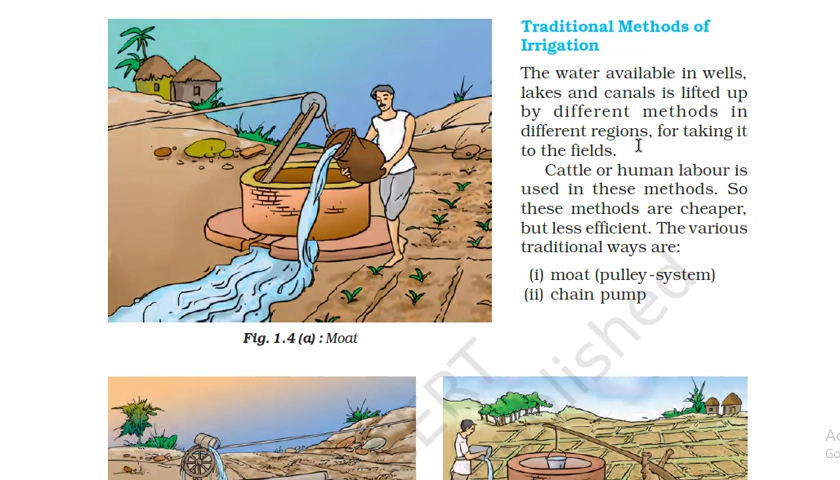 Traditional Methods of
Irrigation
The water available in wells,
lakes and canals is lifted up
by different methods in
different regions, for taking it
to the fields.
Cattle or human labour is
used in these methods. So
these methods are cheaper,
but less efficient. The various
traditional ways are:
(i) moat (pulley-system)
(ii) chain pump
Fig. 1.4 (a) : Moat